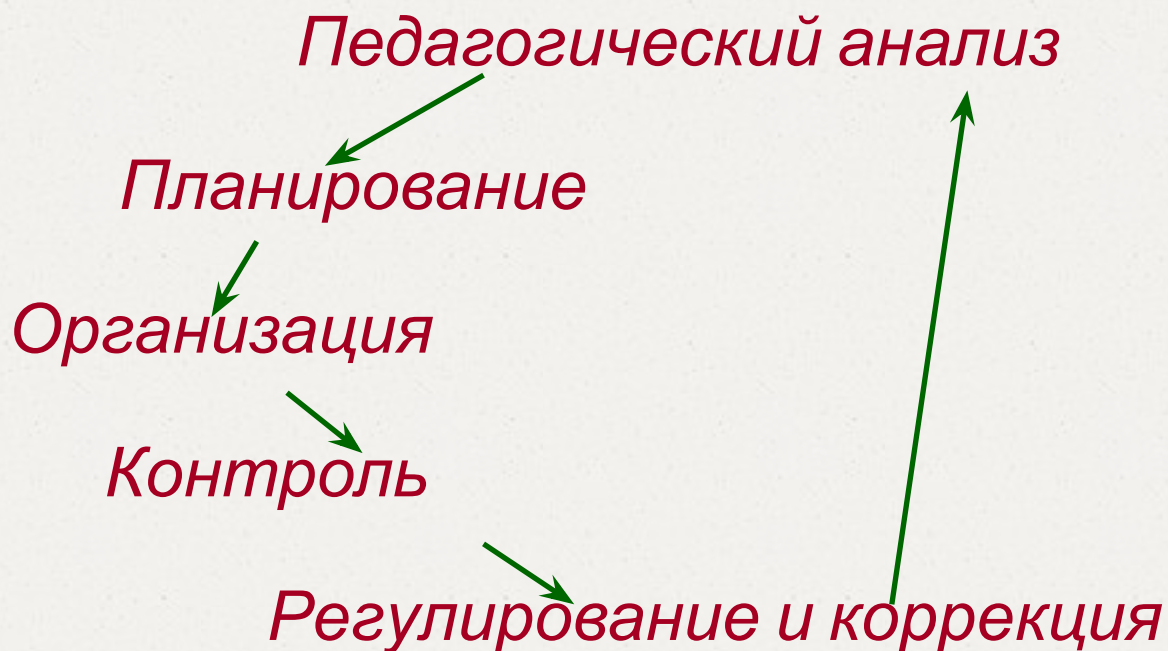 Педагогический анализ
Планирование
Организация
Контроль
Регулирование и коррекция